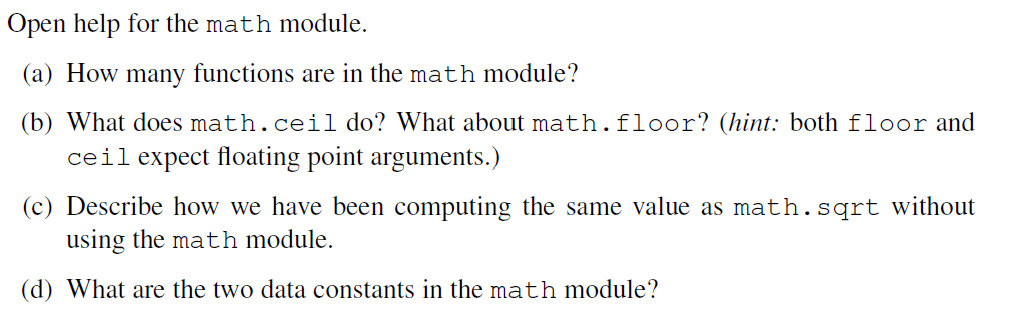 Open help for the math module.
(a) How many functions are in the math module?
(b) What does math.ceil do? What about math.floor? (hint: both floor and
ceil expect floating point arguments.)
(c) Describe how we have been computing the same value as math.sqrt without
using the math module.
(d) What are the two data constants in the math module?